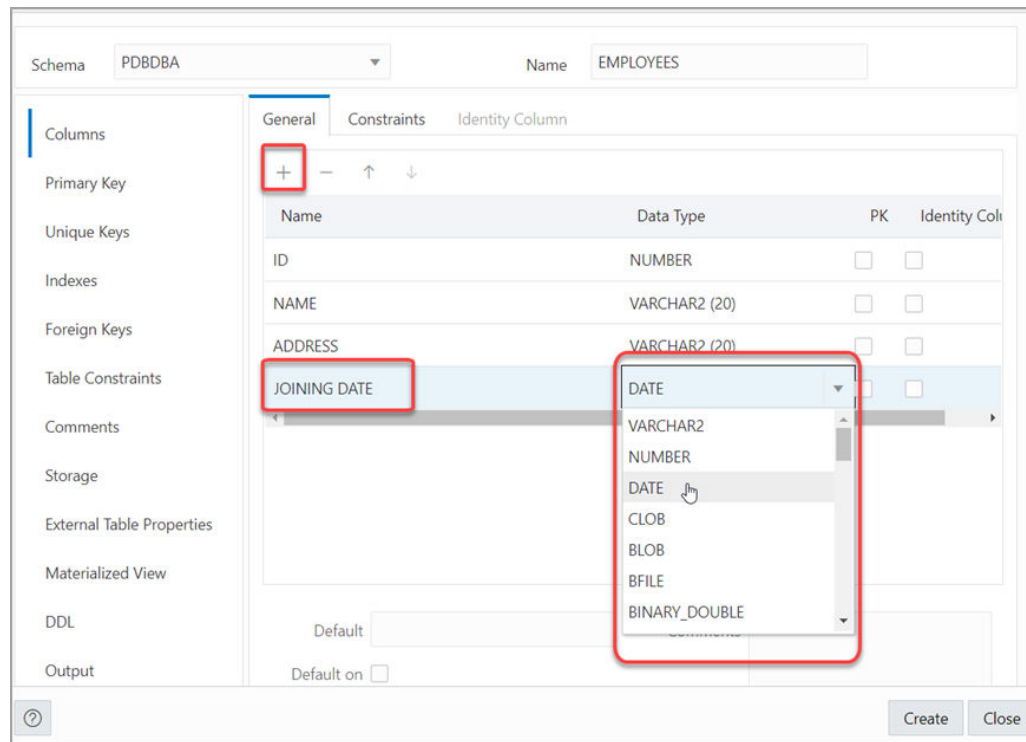 Schema PDBDBA Name EMPLOYEES
Columns
Primary Key
Unique Keys
Indexes
Foreign Keys
Table Constraints
Comments
Storage
External Table Properties
Materialized View
DDL
Output
General Constraints Identity Column
Name Data Type PK Identity Colu
ID NUMBER
NAME VARCHAR2 (20)
ADDRESS VARCHAR2 (20)
JOINING DATE DATE
VARCHAR2
NUMBER
DATE
CLOB
BLOB
BFILE
BINARY_DOUBLE
Default Comments
Default on
Create Close